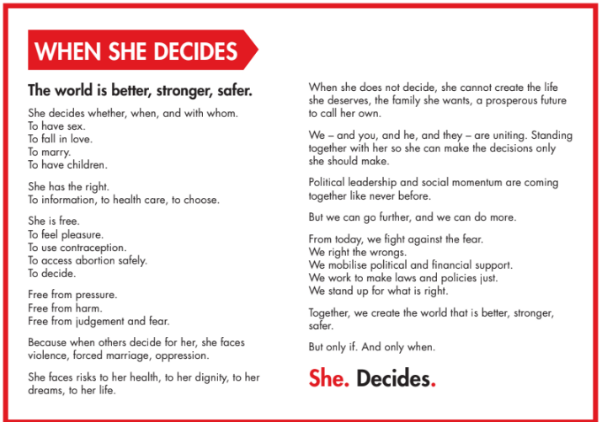 WHEN SHE DECIDES
The world is better, stronger, safer.
She decides whether, when, and with whom.
To have sex.
To fall in love.
To marry.
To have children.
She has the right.
To information, to health care, to choose.
She is free.
To feel pleasure.
To use contraception.
To access abortion safely.
To decide.
Free from pressure.
Free from harm.
Free from judgement and fear.
Because when others decide for her, she faces
violence, forced marriage, oppression.
She faces risks to her health, to her dignity, to her
dreams, to her life.
When she does not decide, she cannot create the life
she deserves, the family she wants, a prosperous future
to call her own.
We – and you, and he, and they – are uniting. Standing
together with her so she can make the decisions only
she should make.
Political leadership and social momentum are coming
together like never before.
But we can go further, and we can do more.
From today, we fight against the fear.
We right the wrongs.
We mobilise political and financial support.
We work to make laws and policies just.
We stand up for what is right.
Together, we create the world that is better, stronger,
safer.
But only if. And only when.
She. Decides.